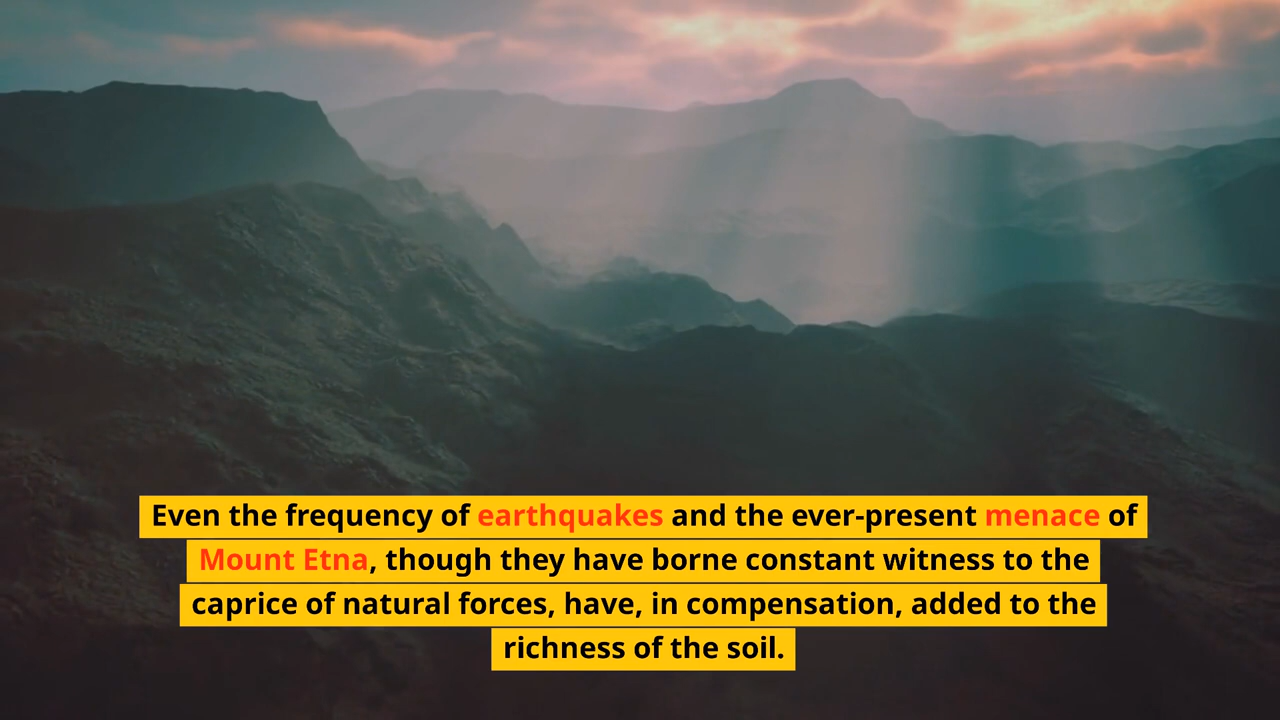 Even the frequency of earthquakes and the ever-present menace of
Mount Etna, though they have borne constant witness to the
caprice of natural forces, have, in compensation, added to the
richness of the soil.